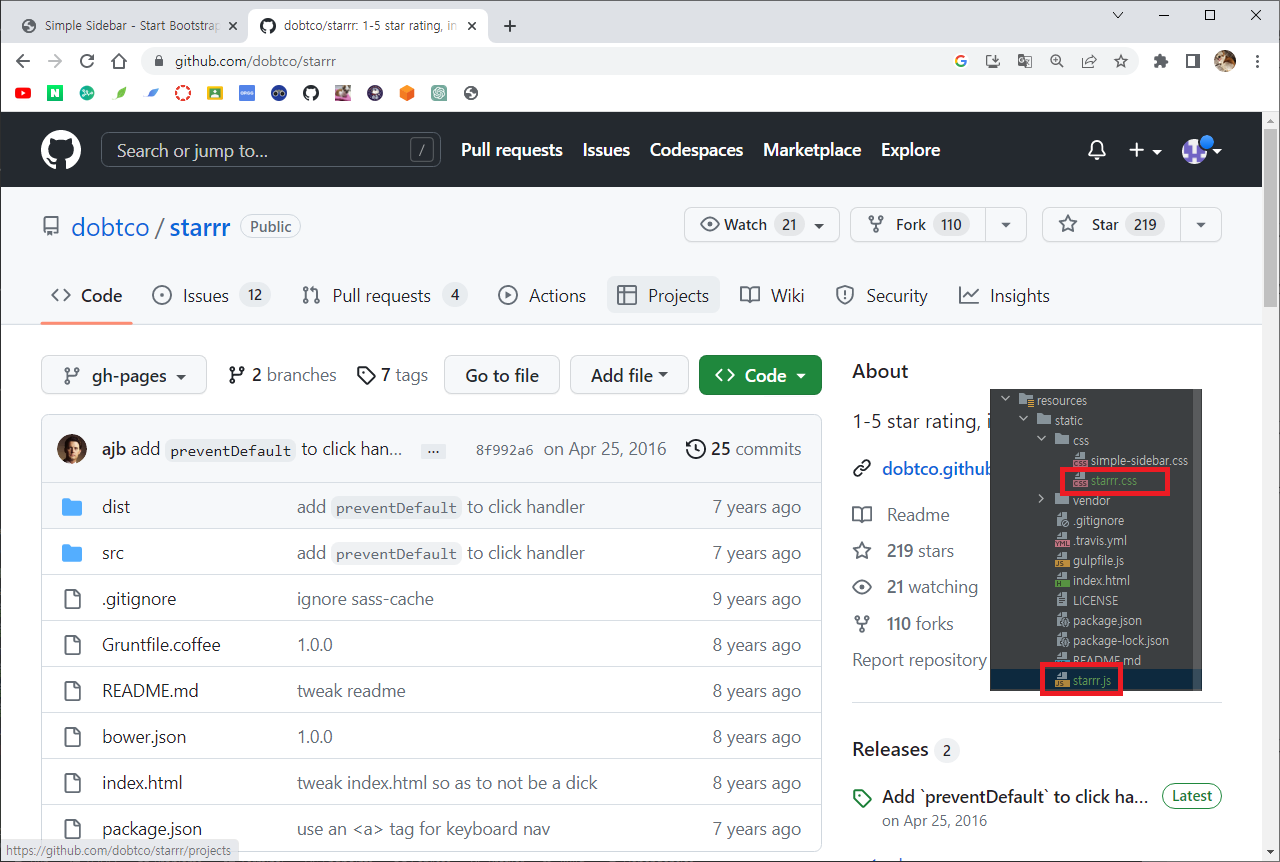 Simple Sidebar - Start Bootstrap
dobtco/starrr: 1-5 star rating, in
github.com/dobtco/starrr
Search or jump to... /
Pull requests Issues Codespaces Marketplace Explore
dobtco / starrr Public
Watch 21 Fork 110 Star 219
Code Issues 12 Pull requests 4 Actions Projects Wiki Security Insights
gh-pages 2 branches 7 tags Go to file Add file Code
ajb add preventDefault to click han... ... 8f992a6 on Apr 25, 2016 25 commits
dist add preventDefault to click handler 7 years ago
src add preventDefault to click handler 7 years ago
.gitignore ignore sass-cache 9 years ago
Gruntfile.coffee 1.0.0 8 years ago
README.md tweak readme 8 years ago
bower.json 1.0.0 8 years ago
index.html tweak index.html so as to not be a dick 8 years ago
package.json use an <a> tag for keyboard nav 7 years ago
https://github.com/dobtco/starrr/projects
About
1-5 star rating, i
dobtco.github
Readme
219 stars
21 watching
110 forks
Report repository
resources
static
css
simple-sidebar.css
starrr.css
vendor
.gitignore
.travis.yml
gulpfile.js
index.html
LICENSE
package.json
package-lock.json
README.md
starrr.js
Releases 2
Add `preventDefault` to click ha... Latest
on Apr 25, 2016